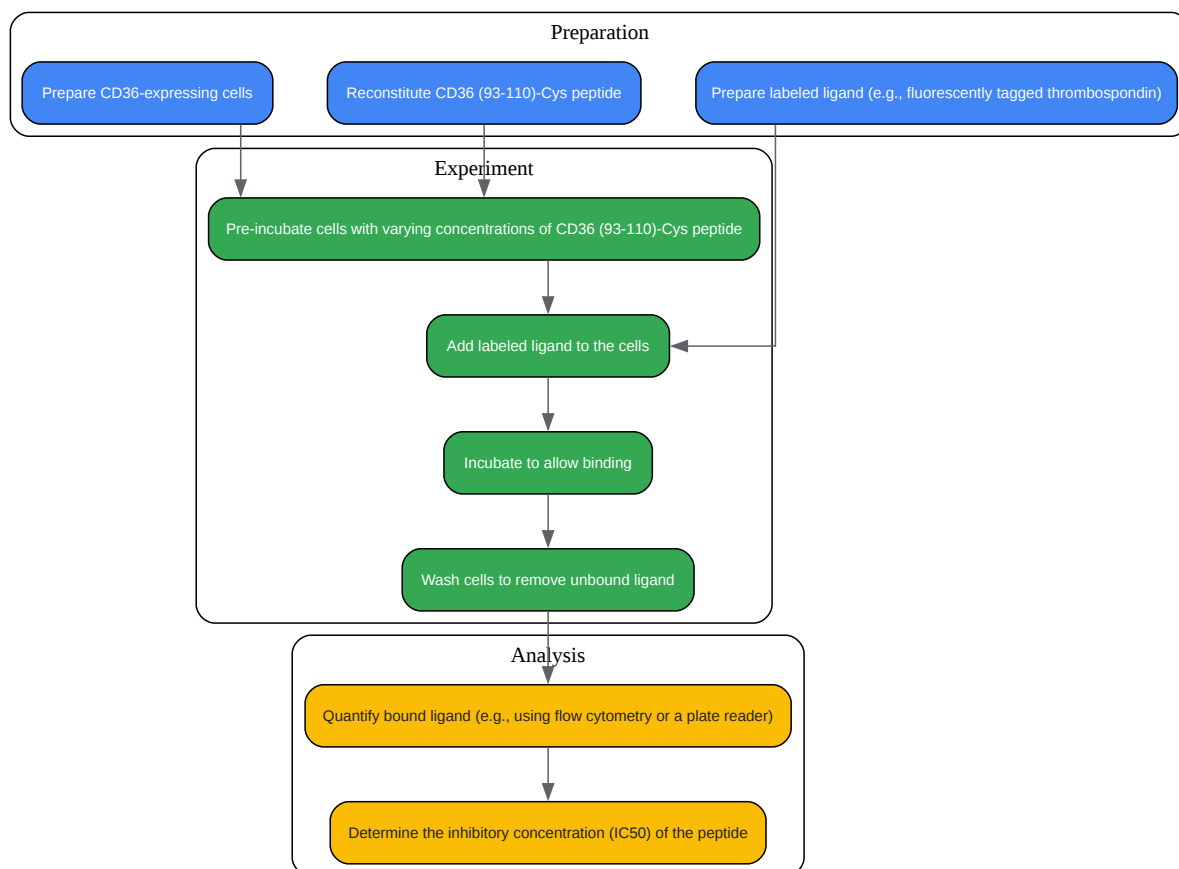 Preparation
Prepare CD36-expressing cells
Reconstitute CD36 (93-110)-Cys peptide
Prepare labeled ligand (e.g., fluorescently tagged thrombospondin)
Experiment
Pre-incubate cells with varying concentrations of CD36 (93-110)-Cys peptide
Add labeled ligand to the cells
Incubate to allow binding
Wash cells to remove unbound ligand
Analysis
Quantify bound ligand (e.g., using flow cytometry or a plate reader)
Determine the inhibitory concentration (IC50) of the peptide